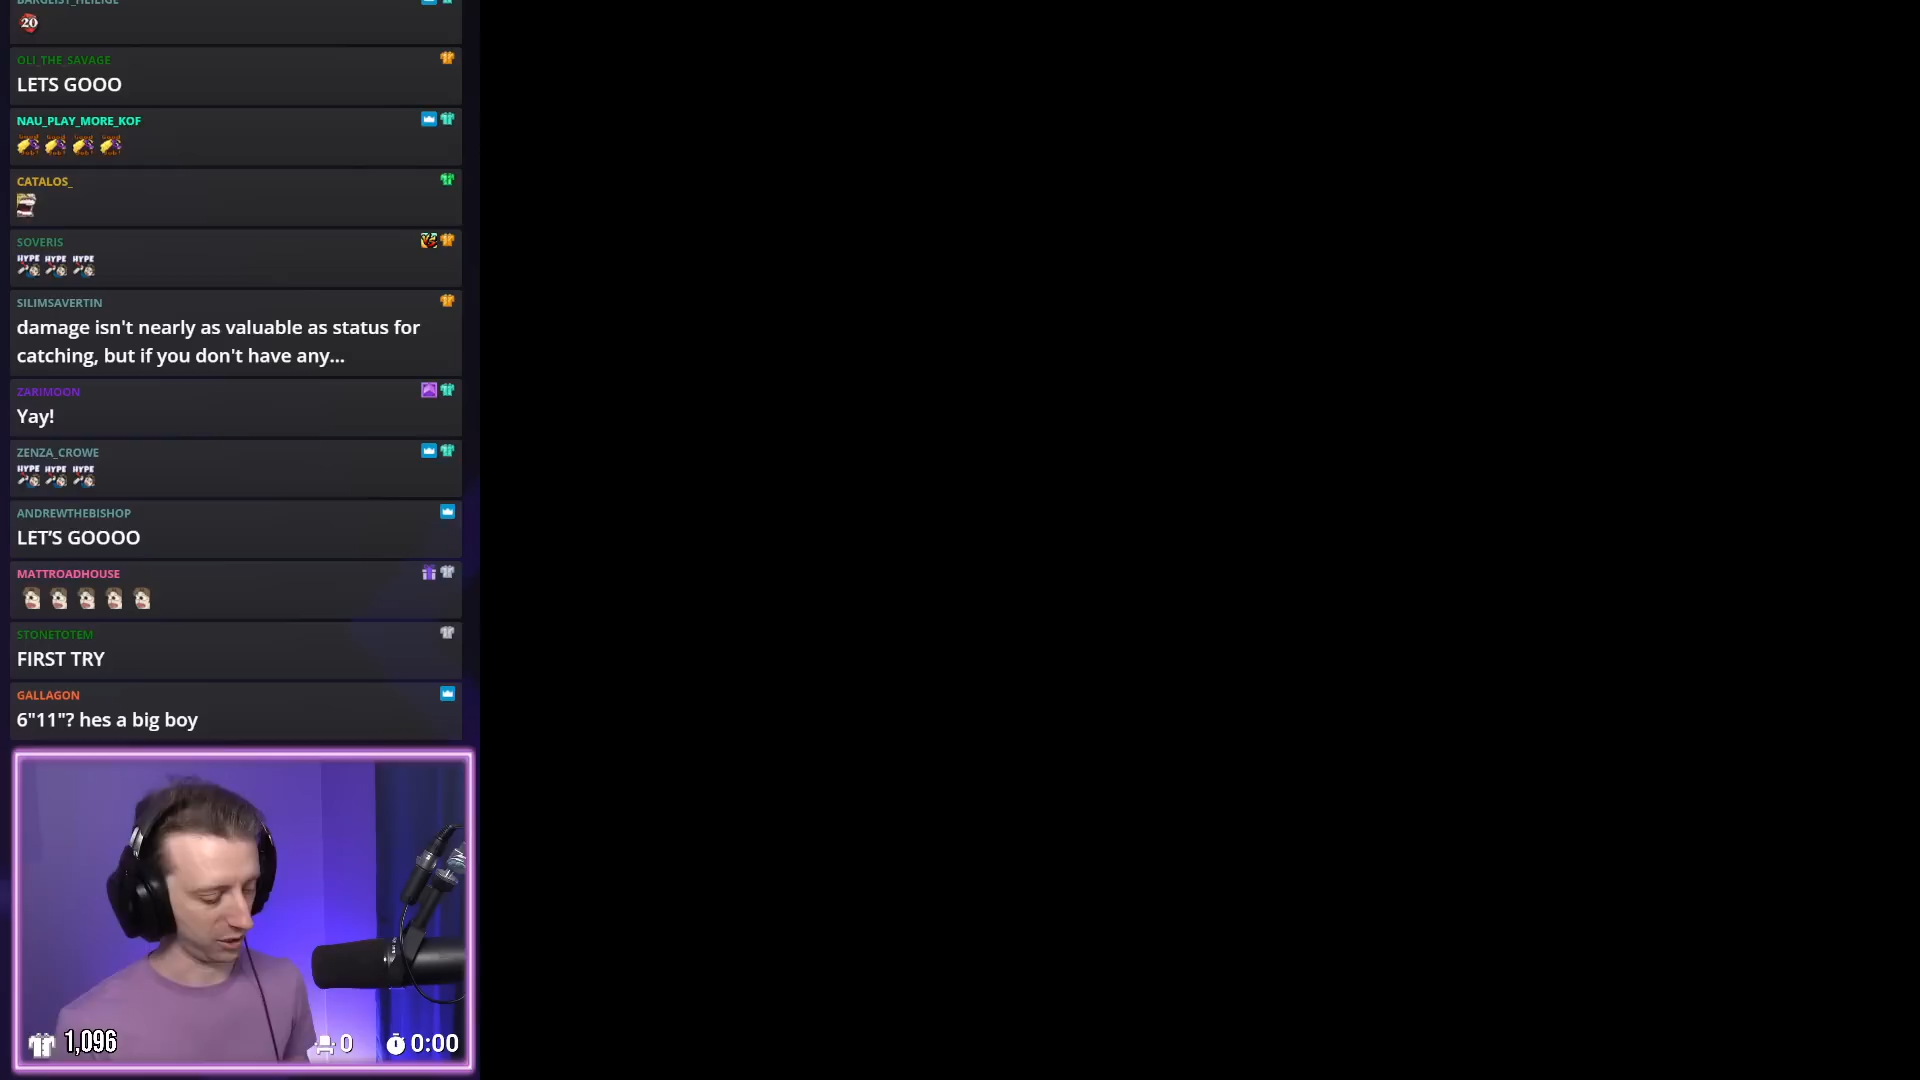 BARGEIST_HEILIGE
20
OLI_THE_SAVAGE
LETS GOOO
NAU_PLAY_MORE_KOF
CATALOS_
SOVERIS
HYPE HYPE HYPE
SILIMSAVERTIN
damage isn't nearly as valuable as status for
catching, but if you don't have any...
ZARIMOON
Yay!
ZENZA_CROWE
HYPE HYPE HYPE
ANDREWTHEBISHOP
LET'S GOOOO
MATTROADHOUSE
STONETOTEM
FIRST TRY
GALLAGON
6"11"? hes a big boy
1,096
0
0:00